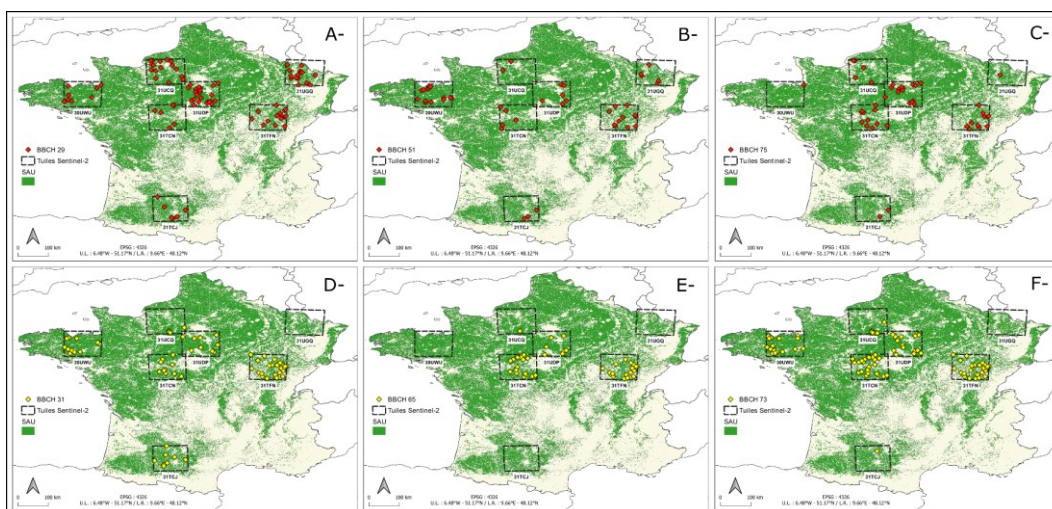 A-
31UCQ
31UGQ
30UWU
31UDP
31TCN
31TFN
BBCH 29
Tuiles Sentinel-2
SAU
31TCJ
0 100 km
EPSG : 4326
U.L. : 6.48°W - 51.17°N / L.R. : 9.66°E - 48.12°N
B-
31UCQ
31UGQ
30UWU
31UDP
31TCN
31TFN
BBCH 51
Tuiles Sentinel-2
SAU
31TCJ
0 100 km
EPSG : 4326
U.L. : 6.48°W - 51.17°N / L.R. : 9.66°E - 48.12°N
C-
31UCQ
31UGQ
30UWU
31UDP
31TCN
31TFN
BBCH 75
Tuiles Sentinel-2
SAU
31TCJ
0 100 km
EPSG : 4326
U.L. : 6.48°W - 51.17°N / L.R. : 9.66°E - 48.12°N
D-
31UCQ
31UGQ
30UWU
31UDP
31TCN
31TFN
BBCH 31
Tuiles Sentinel-2
SAU
31TCJ
0 100 km
EPSG : 4326
U.L. : 6.48°W - 51.17°N / L.R. : 9.66°E - 48.12°N
E-
31UCQ
31UGQ
30UWU
31UDP
31TCN
31TFN
BBCH 65
Tuiles Sentinel-2
SAU
31TCJ
0 100 km
EPSG : 4326
U.L. : 6.48°W - 51.17°N / L.R. : 9.66°E - 48.12°N
F-
31UCQ
31UGQ
30UWU
31UDP
31TCN
31TFN
BBCH 73
Tuiles Sentinel-2
SAU
31TCJ
0 100 km
EPSG : 4326
U.L. : 6.48°W - 51.17°N / L.R. : 9.66°E - 48.12°N